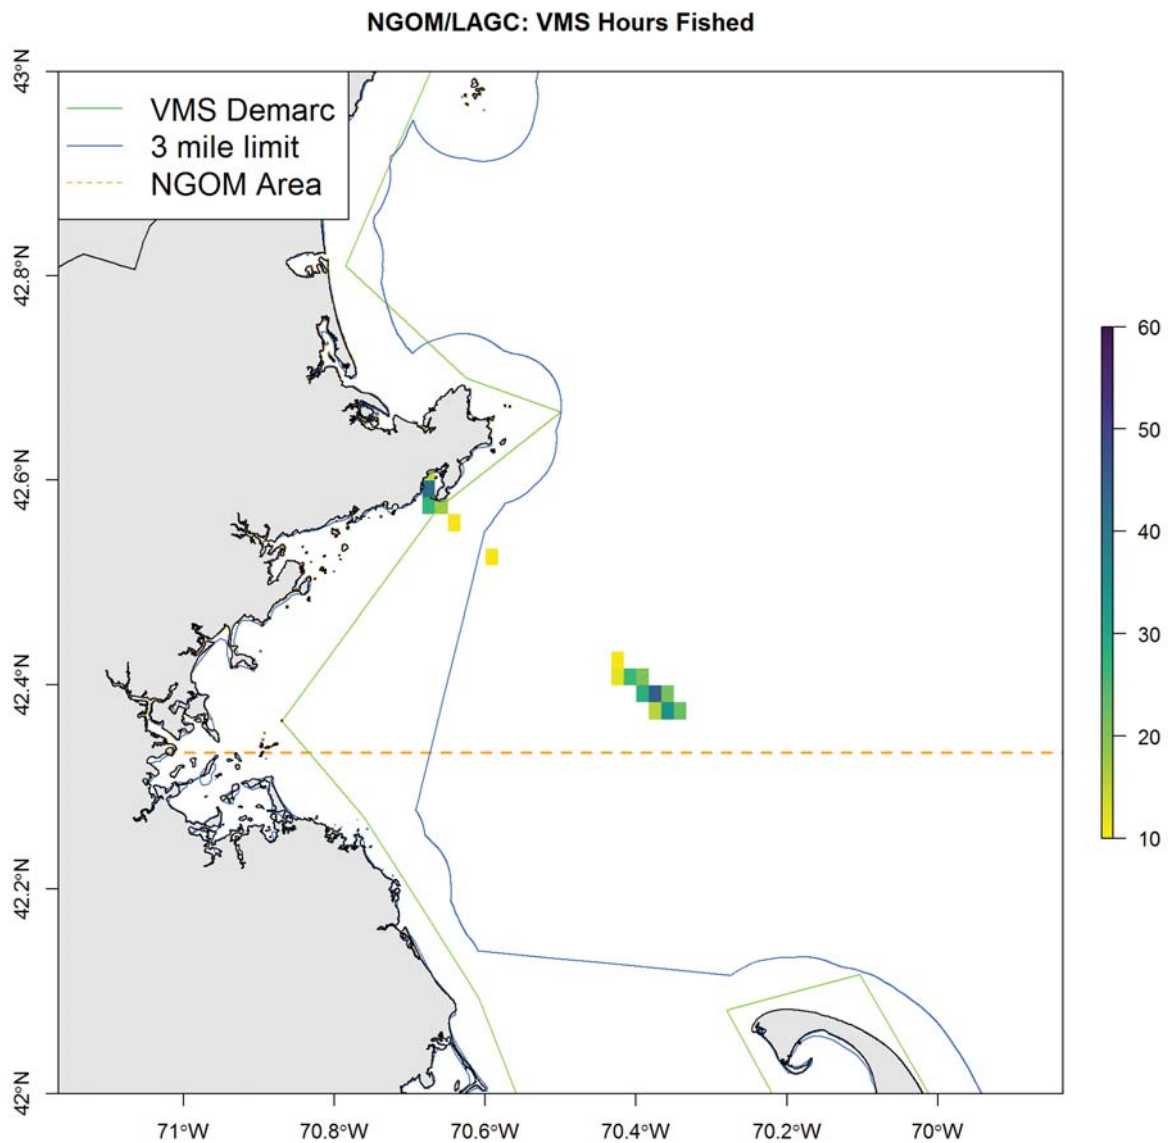 NGOM/LAGC: VMS Hours Fished
VMS Demarc
3 mile limit
NGOM Area
43°N
42.8°N
42.6°N
42.4°N
42.2°N
42°N
60
50
40
30
20
10
71°W
70.8°W
70.6°W
70.4°W
70.2°W
70°W